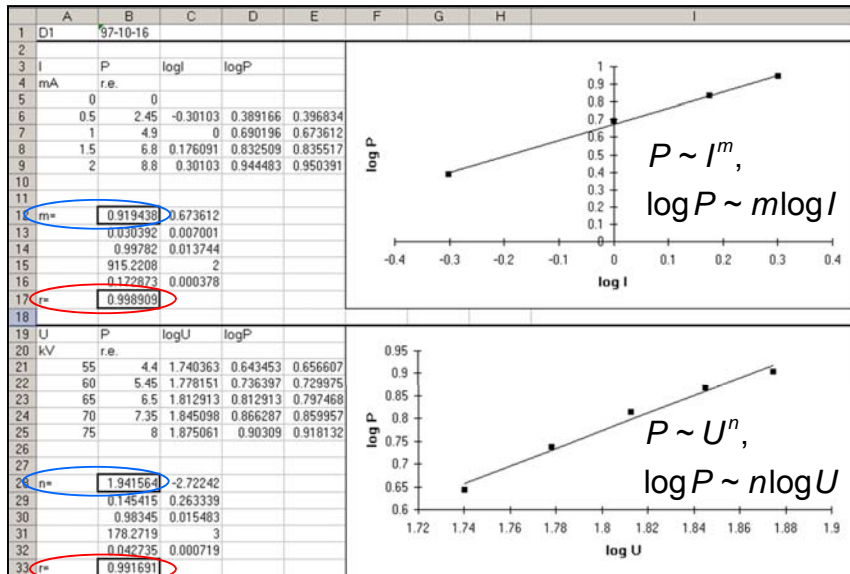 A B C D E F G H I
1 D1 97-10-16
2
3 I P logI logP
4 mA r.e.
5 0 0
6 0.5 2.45 -0.30103 0.389166 0.396834
7 1 4.9 0 0.690196 0.673612
8 1.5 6.8 0.176091 0.832509 0.835517
9 2 8.8 0.30103 0.944483 0.950391
10
11
12 m= 0.919438 0.673612
13 0.030392 0.007001
14 0.99782 0.013744
15 915.2208 2
16 0.172873 0.000378
17 r= 0.998909
18
1
0.9
0.8
0.7
0.6
0.5
0.4
0.3
0.2
0.1
0
log P
-0.4 -0.3 -0.2 -0.1 0 0.1 0.2 0.3 0.4
log I
P ~ I^m,
log P ~ mlog I
19 U P logU logP
20 kV r.e.
21 55 4.4 1.740363 0.643453 0.656607
22 60 5.45 1.778151 0.736397 0.729975
23 65 6.5 1.812913 0.812913 0.797468
24 70 7.35 1.845098 0.866287 0.859957
25 75 8 1.875061 0.90309 0.918132
26
27
28 n= 1.941564 -2.72242
29 0.145415 0.263339
30 0.98345 0.015483
31 178.2719 3
32 0.042735 0.000719
33 r= 0.991691
0.95
0.9
0.85
0.8
0.75
0.7
0.65
0.6
log P
1.72 1.74 1.76 1.78 1.8 1.82 1.84 1.86 1.88 1.9
log U
P ~ U^n,
log P ~ nlog U